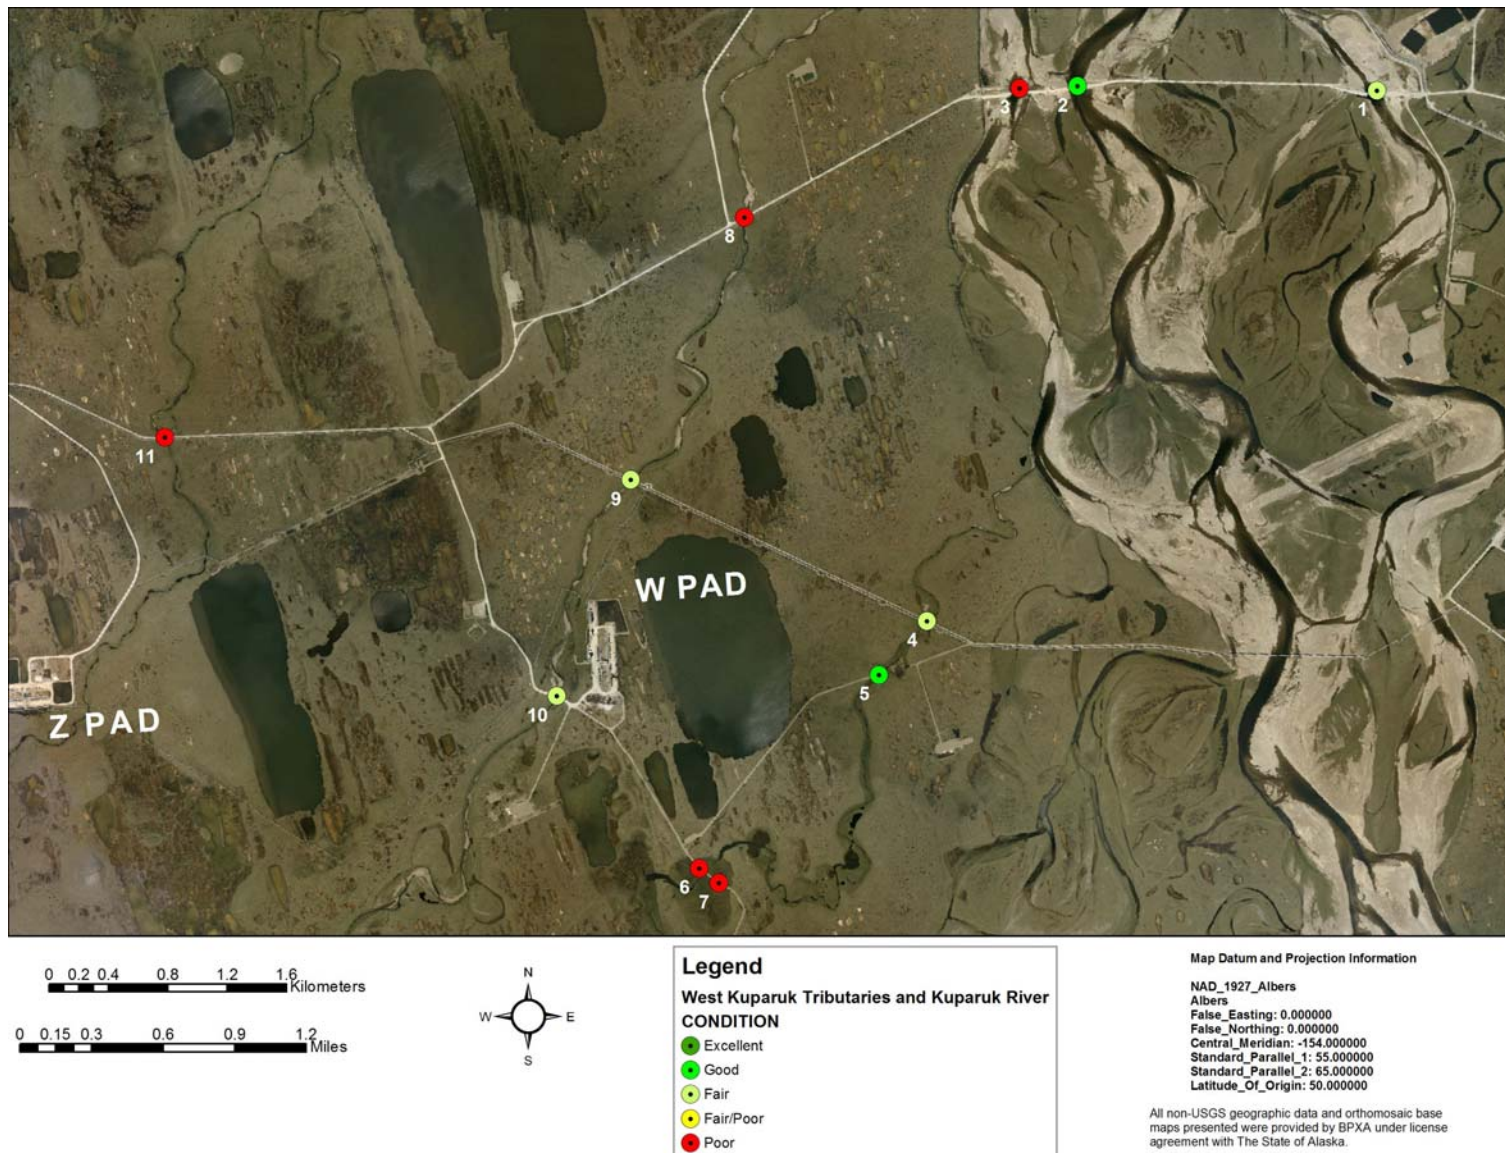 3
2
1
8
11
9
W PAD
4
5
10
Z PAD
6
7
0 0.2 0.4 0.8 1.2 1.6
Kilometers
0 0.15 0.3 0.6 0.9 1.2
Miles
N
W E
S
Legend
West Kuparuk Tributaries and Kuparuk River
CONDITION
Excellent
Good
Fair
Fair/Poor
Poor
Map Datum and Projection Information
NAD_1927_Albers
Albers
False_Easting: 0.000000
False_Northing: 0.000000
Central_Meridian: -154.000000
Standard_Parallel_1: 55.000000
Standard_Parallel_2: 65.000000
Latitude_Of_Origin: 50.000000
All non-USGS geographic data and orthomosaic base
maps presented were provided by BPXA under license
agreement with The State of Alaska.